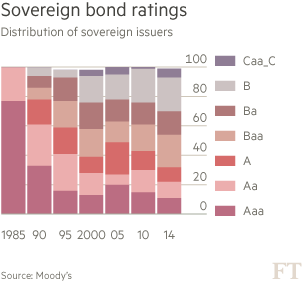 Sovereign bond ratings
Distribution of sovereign issuers
100
80
60
40
20
0
Caa_C
B
Ba
Baa
A
Aa
Aaa
1985 90 95 2000 05 10 14
Source: Moody's
FT